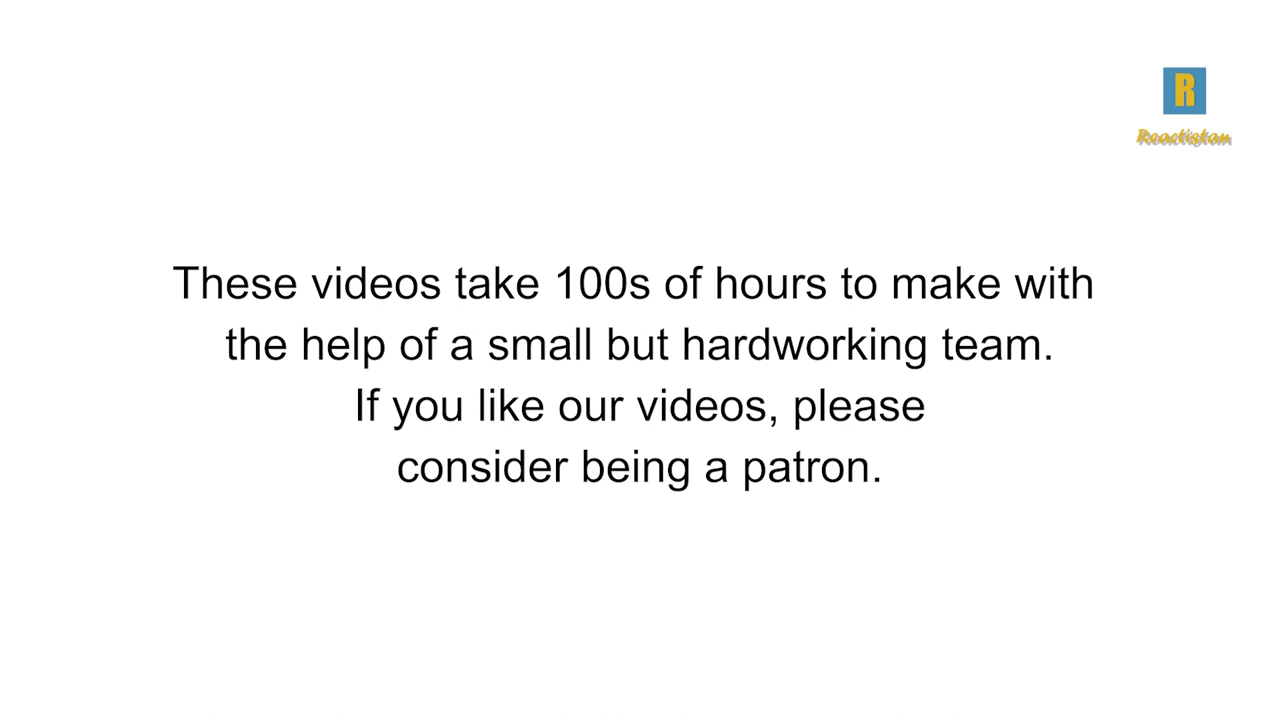 R
Reactistan
These videos take 100s of hours to make with
the help of a small but hardworking team.
If you like our videos, please
consider being a patron.